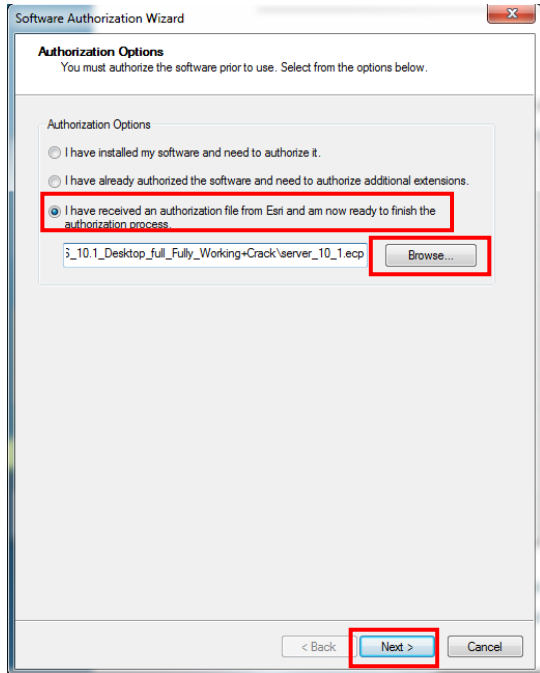 Software Authorization Wizard
Authorization Options
You must authorize the software prior to use. Select from the options below.
Authorization Options
I have installed my software and need to authorize it.
I have already authorized the software and need to authorize additional extensions.
I have received an authorization file from Esri and am now ready to finish the
authorization process.
_10.1_Desktop_full_Fully_Working+Crack\server_10_1.ecp Browse...
< Back Next > Cancel